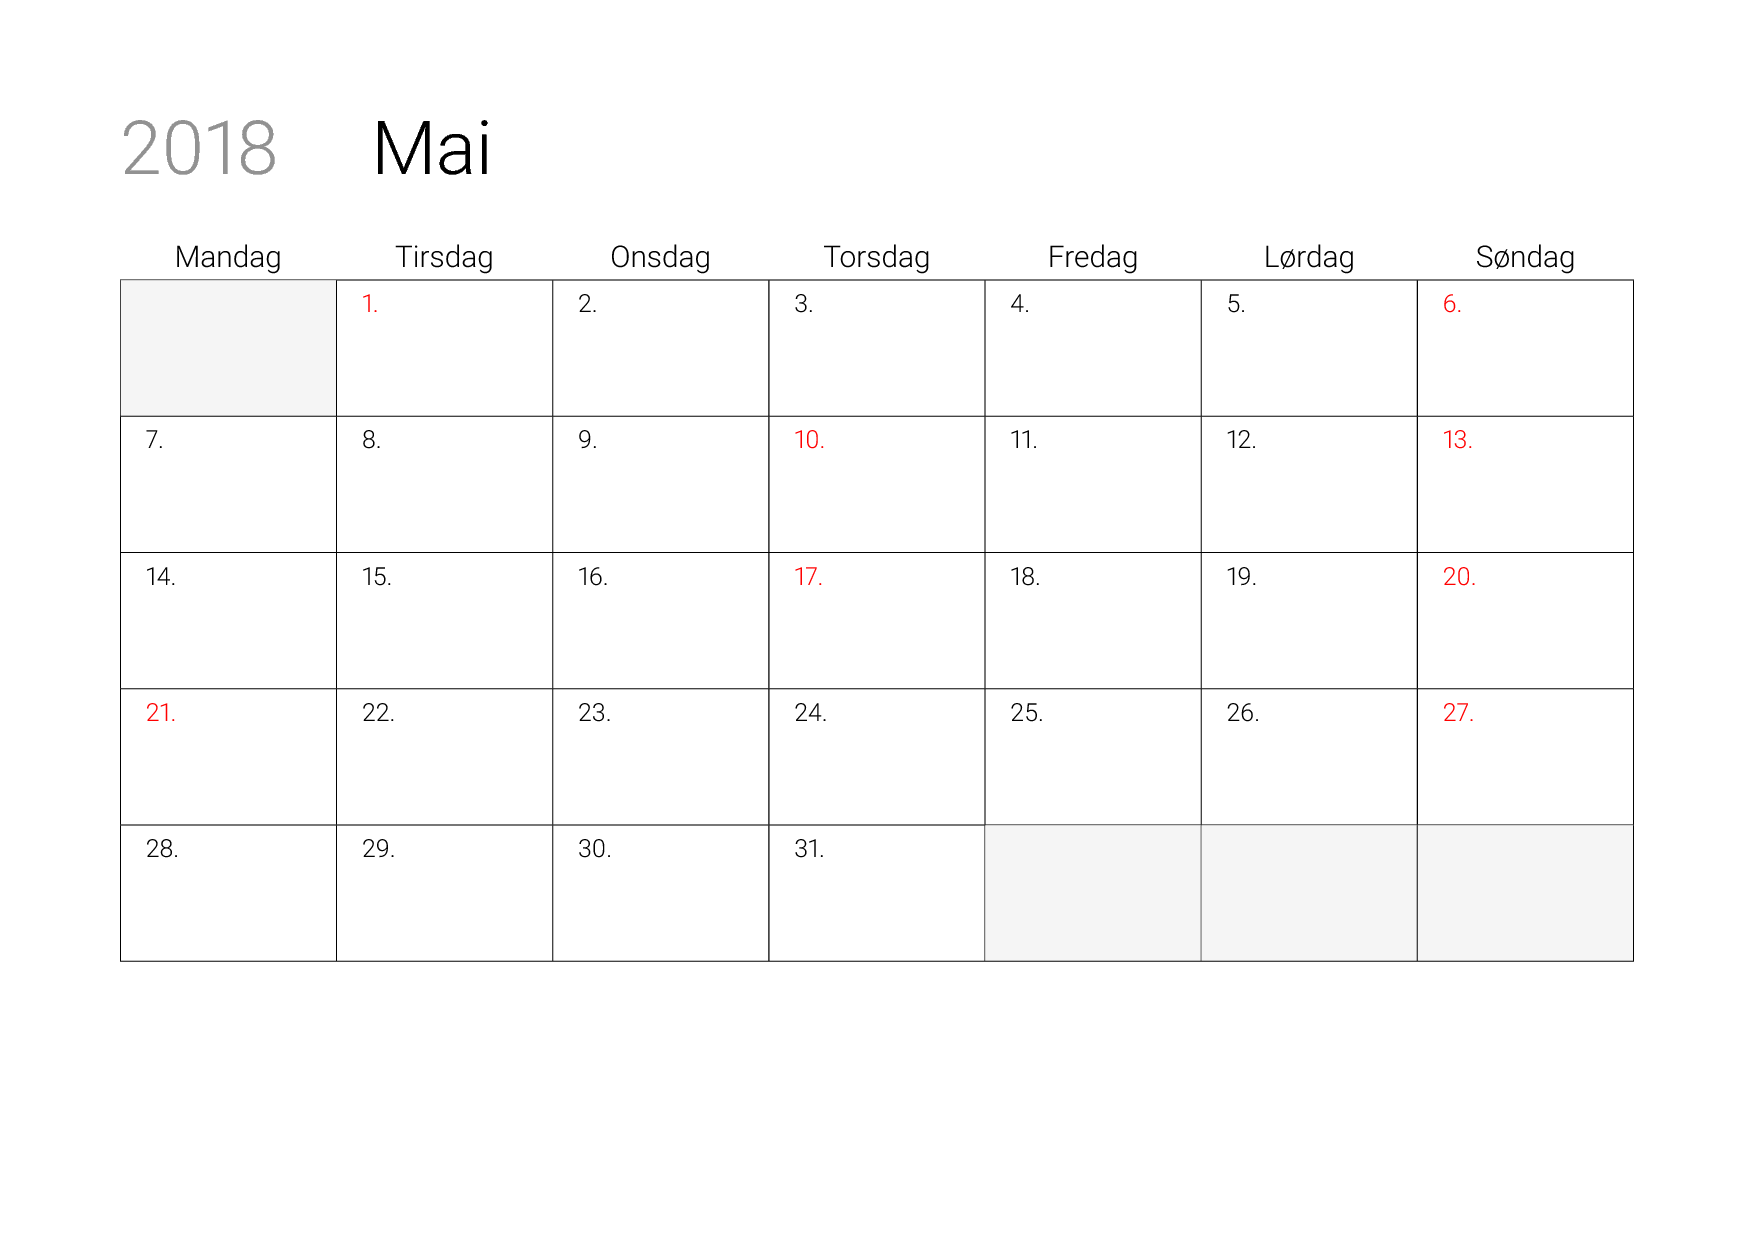 2018 Mai
Mandag Tirsdag Onsdag Torsdag Fredag Lørdag Søndag
1. 2. 3. 4. 5. 6.
7. 8. 9. 10. 11. 12. 13.
14. 15. 16. 17. 18. 19. 20.
21. 22. 23. 24. 25. 26. 27.
28. 29. 30. 31.